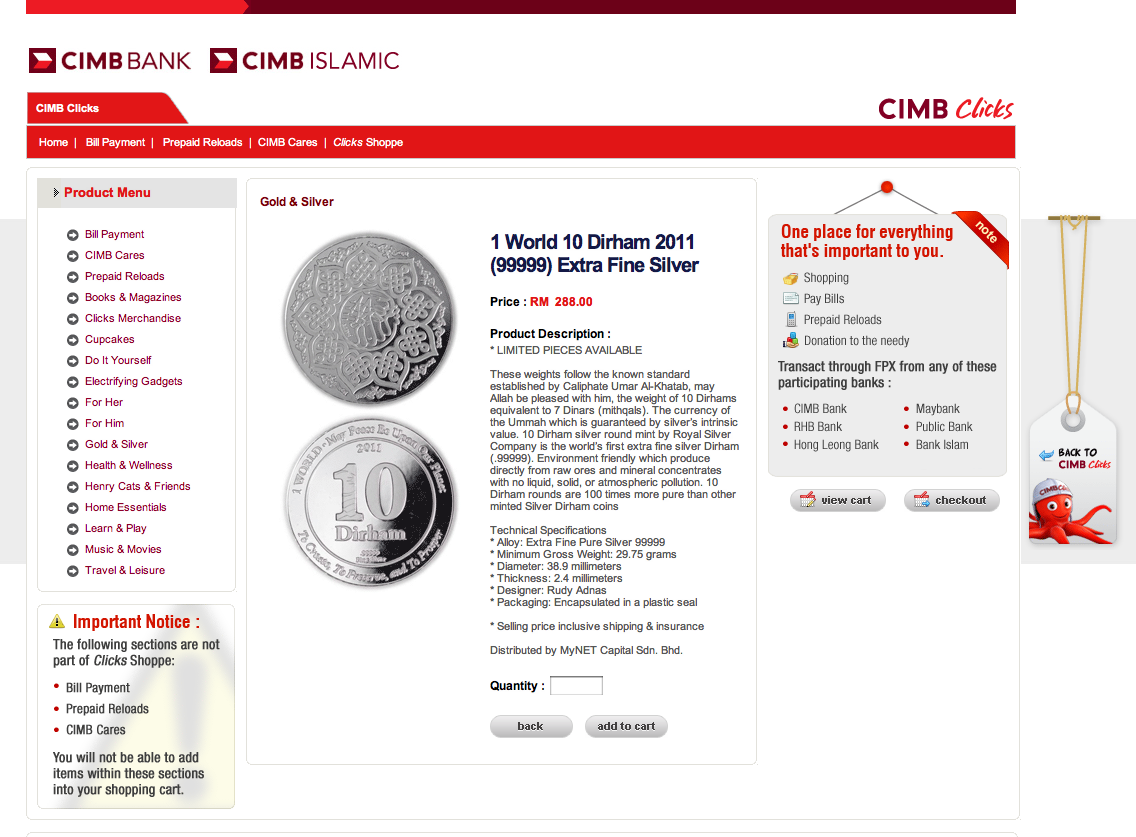 CIMB BANK CIMB ISLAMIC
CIMB Clicks
CIMB Clicks
Home | Bill Payment | Prepaid Reloads | CIMB Cares | Clicks Shoppe
Product Menu
Bill Payment
CIMB Cares
Prepaid Reloads
Books & Magazines
Clicks Merchandise
Cupcakes
Do It Yourself
Electrifying Gadgets
For Her
For Him
Gold & Silver
Health & Wellness
Henry Cats & Friends
Home Essentials
Learn & Play
Music & Movies
Travel & Leisure
Important Notice :
The following sections are not
part of Clicks Shoppe:
• Bill Payment
• Prepaid Reloads
• CIMB Cares
You will not be able to add
items within these sections
into your shopping cart.
Gold & Silver
1 WORLD - May Peace Be Upon Our Planet
2011
10
Dirham
To Create, To Preserve, and To Prosper
1 World 10 Dirham 2011
(99999) Extra Fine Silver
Price : RM 288.00
Product Description :
* LIMITED PIECES AVAILABLE
These weights follow the known standard
established by Caliphate Umar Al-Khatab, may
Allah be pleased with him, the weight of 10 Dirhams
equivalent to 7 Dinars (mithqals). The currency of
the Ummah which is guaranteed by silver's intrinsic
value. 10 Dirham silver round mint by Royal Silver
Company is the world's first extra fine silver Dirham
(.99999). Environment friendly which produce
directly from raw ores and mineral concentrates
with no liquid, solid, or atmospheric pollution. 10
Dirham rounds are 100 times more pure than other
minted Silver Dirham coins
Technical Specifications
* Alloy: Extra Fine Pure Silver 99999
* Minimum Gross Weight: 29.75 grams
* Diameter: 38.9 millimeters
* Thickness: 2.4 millimeters
* Designer: Rudy Adnas
* Packaging: Encapsulated in a plastic seal
* Selling price inclusive shipping & insurance
Distributed by MyNET Capital Sdn. Bhd.
Quantity :
back add to cart
note
One place for everything
that's important to you.
Shopping
Pay Bills
Prepaid Reloads
Donation to the needy
Transact through FPX from any of these
participating banks :
• CIMB Bank • Maybank
• RHB Bank • Public Bank
• Hong Leong Bank • Bank Islam
view cart checkout
BACK TO
CIMB Clicks